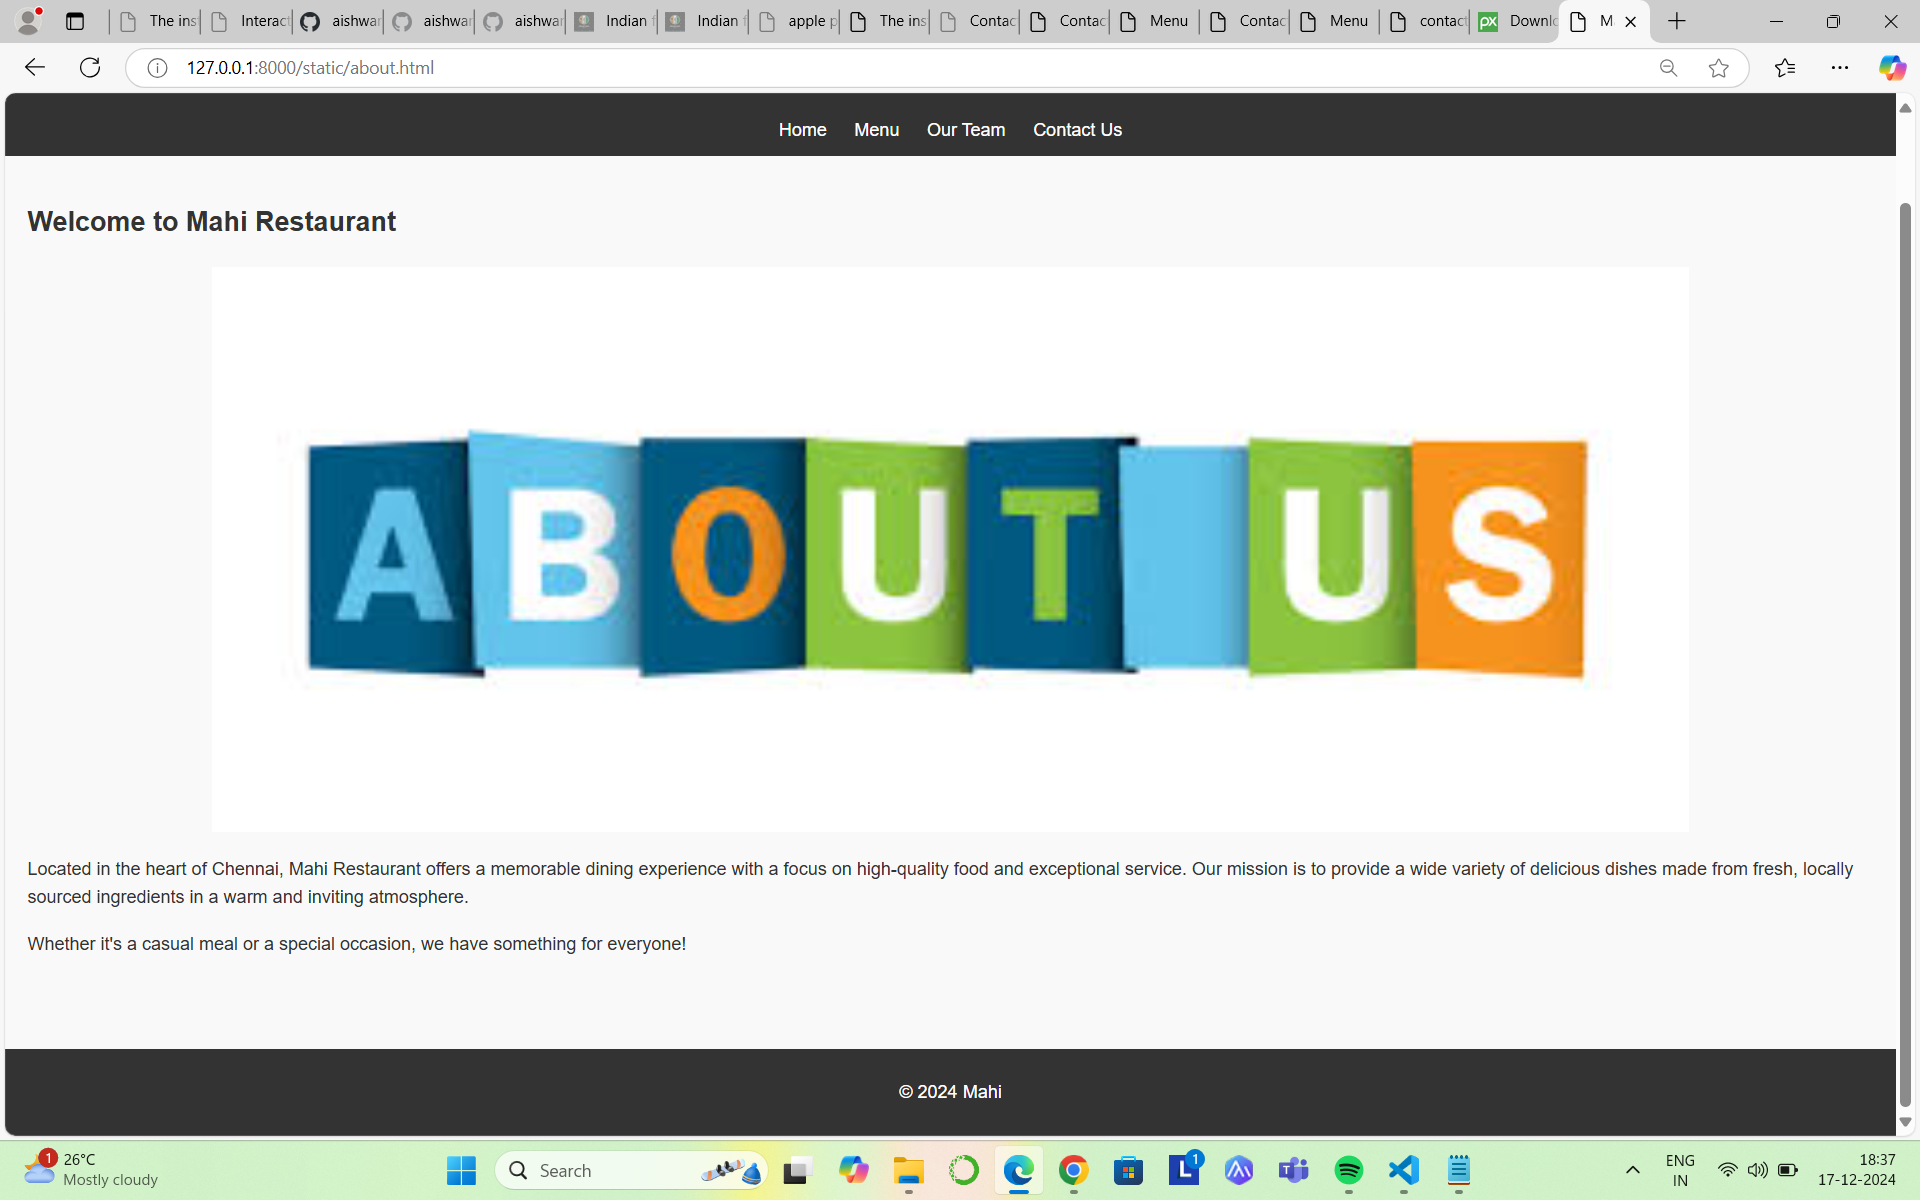 The ins
Interact
aishwar
aishwar
aishwar
Indian f
Indian f
apple p
The ins
Contac
Contac
Menu
Contac
Menu
contact
px
Downlo
M
127.0.0.1:8000/static/about.html
Home Menu Our Team Contact Us
Welcome to Mahi Restaurant
ABOUT US
Located in the heart of Chennai, Mahi Restaurant offers a memorable dining experience with a focus on high-quality food and exceptional service. Our mission is to provide a wide variety of delicious dishes made from fresh, locally
sourced ingredients in a warm and inviting atmosphere.
Whether it's a casual meal or a special occasion, we have something for everyone!
© 2024 Mahi
1
26°C
Mostly cloudy
Search
L
1
T
ENG
IN
18:37
17-12-2024